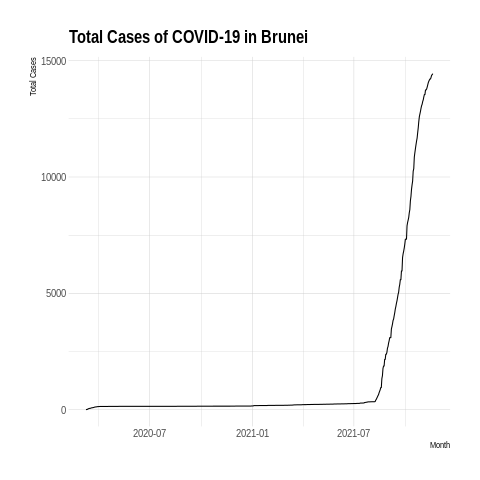 Total Cases of COVID-19 in Brunei
Total Cases
15000
10000
5000
0
2020-07
2021-01
2021-07
Month